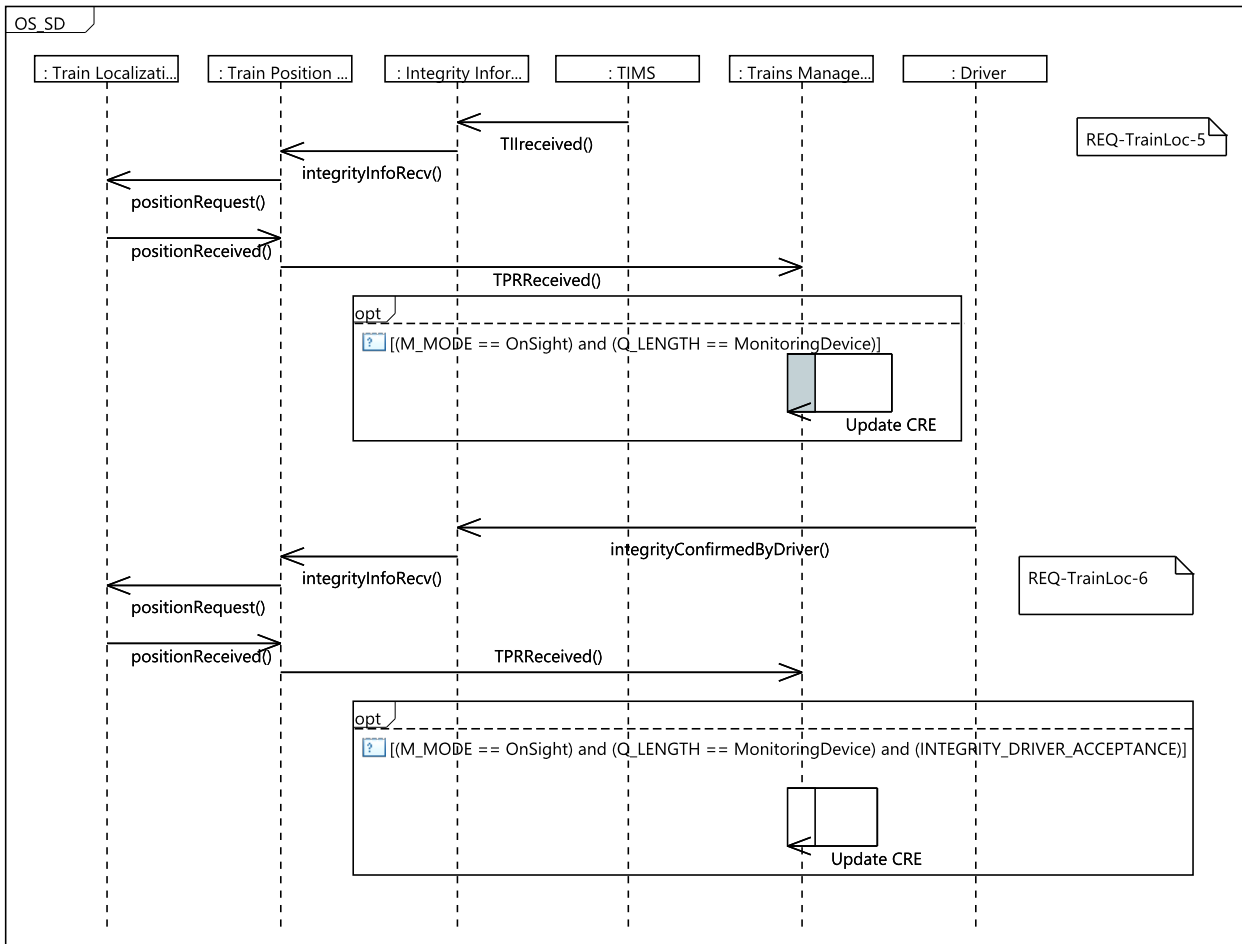 OS_SD
: Train Localizati...
: Train Position ...
: Integrity Infor...
: TIMS
: Trains Manage...
: Driver
REQ-TrainLoc-5
TIIreceived()
integrityInfoRecv()
positionRequest()
positionReceived()
TPRReceived()
opt
[(M_MODE == OnSight) and (Q_LENGTH == MonitoringDevice)]
Update CRE
integrityConfirmedByDriver()
integrityInfoRecv()
REQ-TrainLoc-6
positionRequest()
positionReceived()
TPRReceived()
opt
[(M_MODE == OnSight) and (Q_LENGTH == MonitoringDevice) and (INTEGRITY_DRIVER_ACCEPTANCE)]
Update CRE